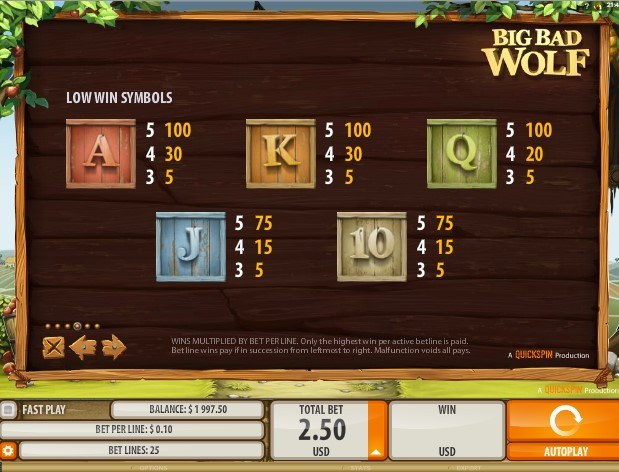 BIG BAD
WOLF
LOW WIN SYMBOLS
A 5 100 K 5 100 Q 5 100
4 30 4 30 4 20
3 5 3 5 3 5
J 5 75 10 5 75
4 15 4 15
3 5 3 5
WINS MULTIPLIED BY BET PER LINE. Only the highest win per active betline is paid.
Bet line wins pay if in succession from leftmost to right. Malfunction voids all pays.
A QUICKSPIN Production
A QUICKSPIN Production
FAST PLAY BALANCE: $ 1 997.50
BET PER LINE: $ 0.10
BET LINES: 25
TOTAL BET
2.50
USD
WIN
USD
AUTOPLAY
OPTIONS STATS